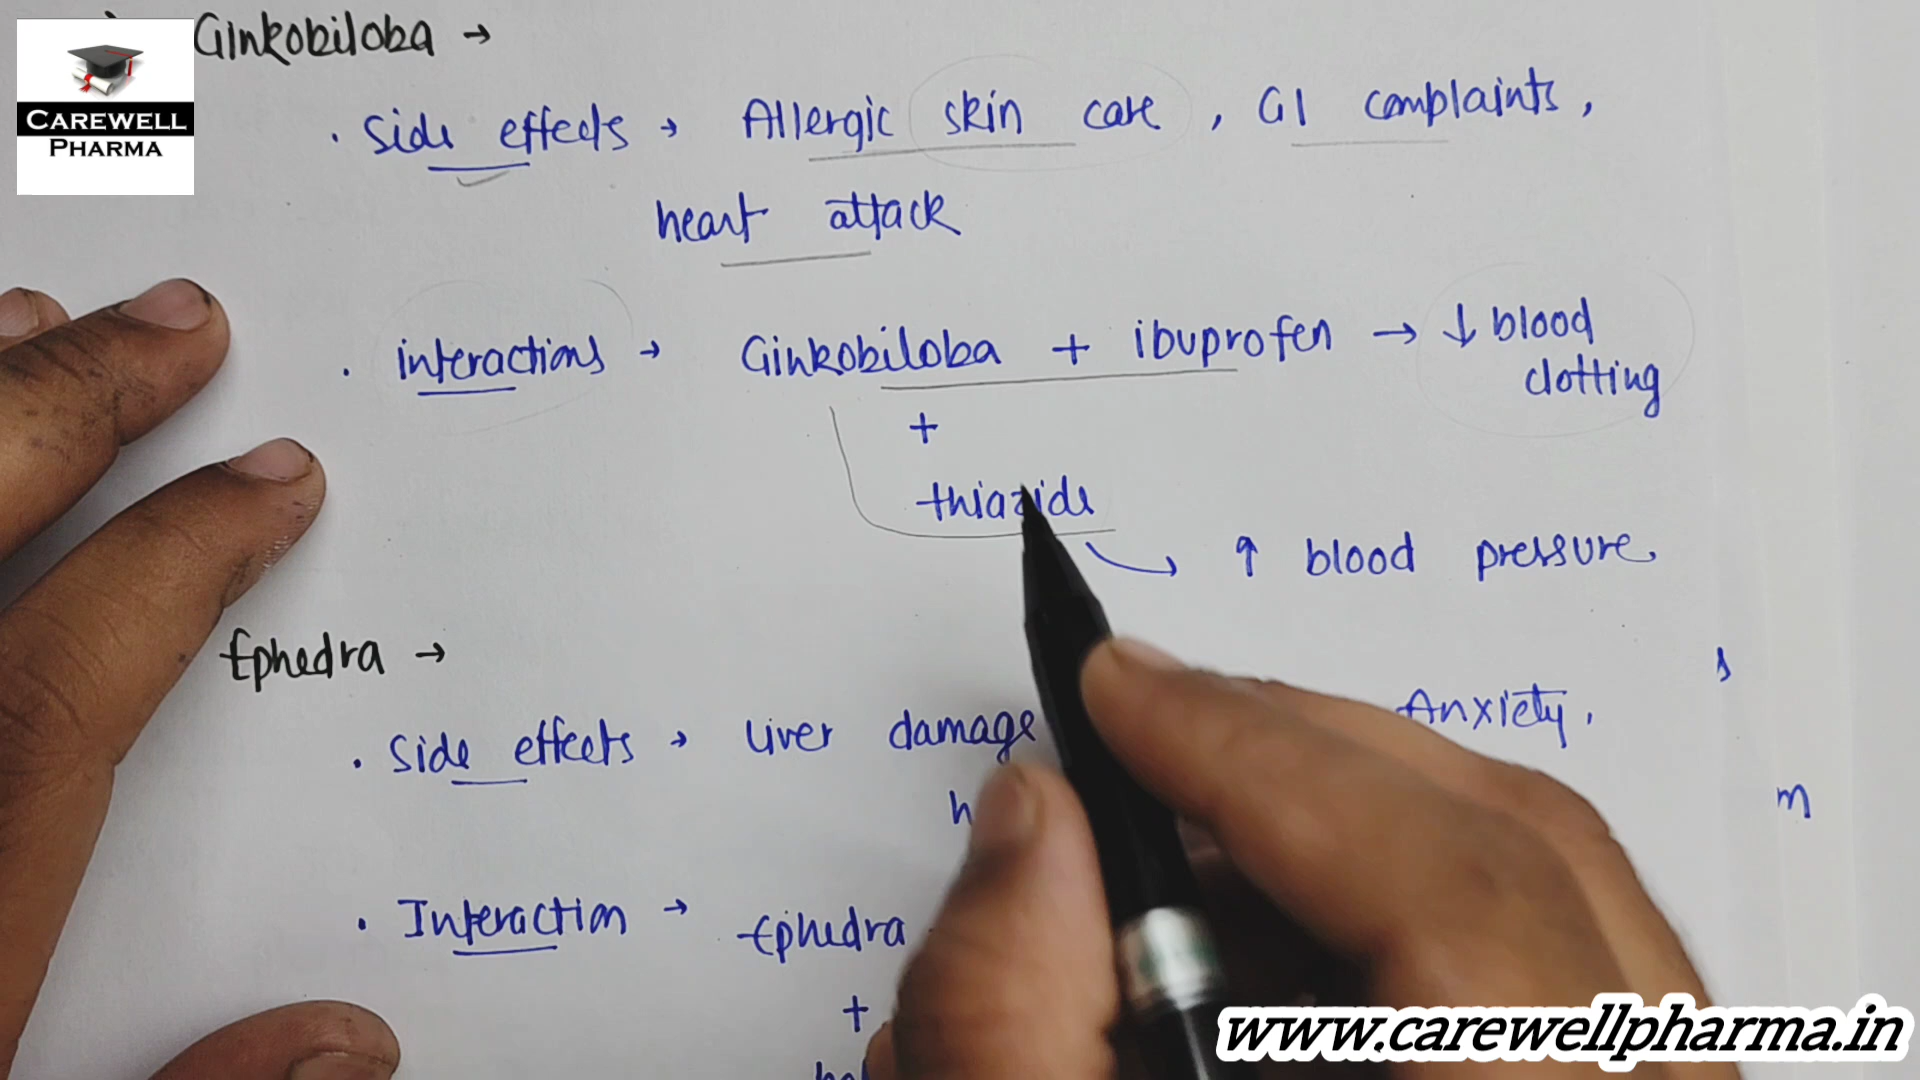 Ginkobiloba →
CAREWELL
PHARMA
. Side effects → Allergic skin care , GI complaints ,
heart attack
. interactions → Ginkobiloba + ibuprofen → ↓ blood
clotting
+
thiazide
↑ blood pressure
Ephedra →
. Side effects → Liver damage Anxiety ,
. Interaction → Ephedra
+
www.carewellpharma.in